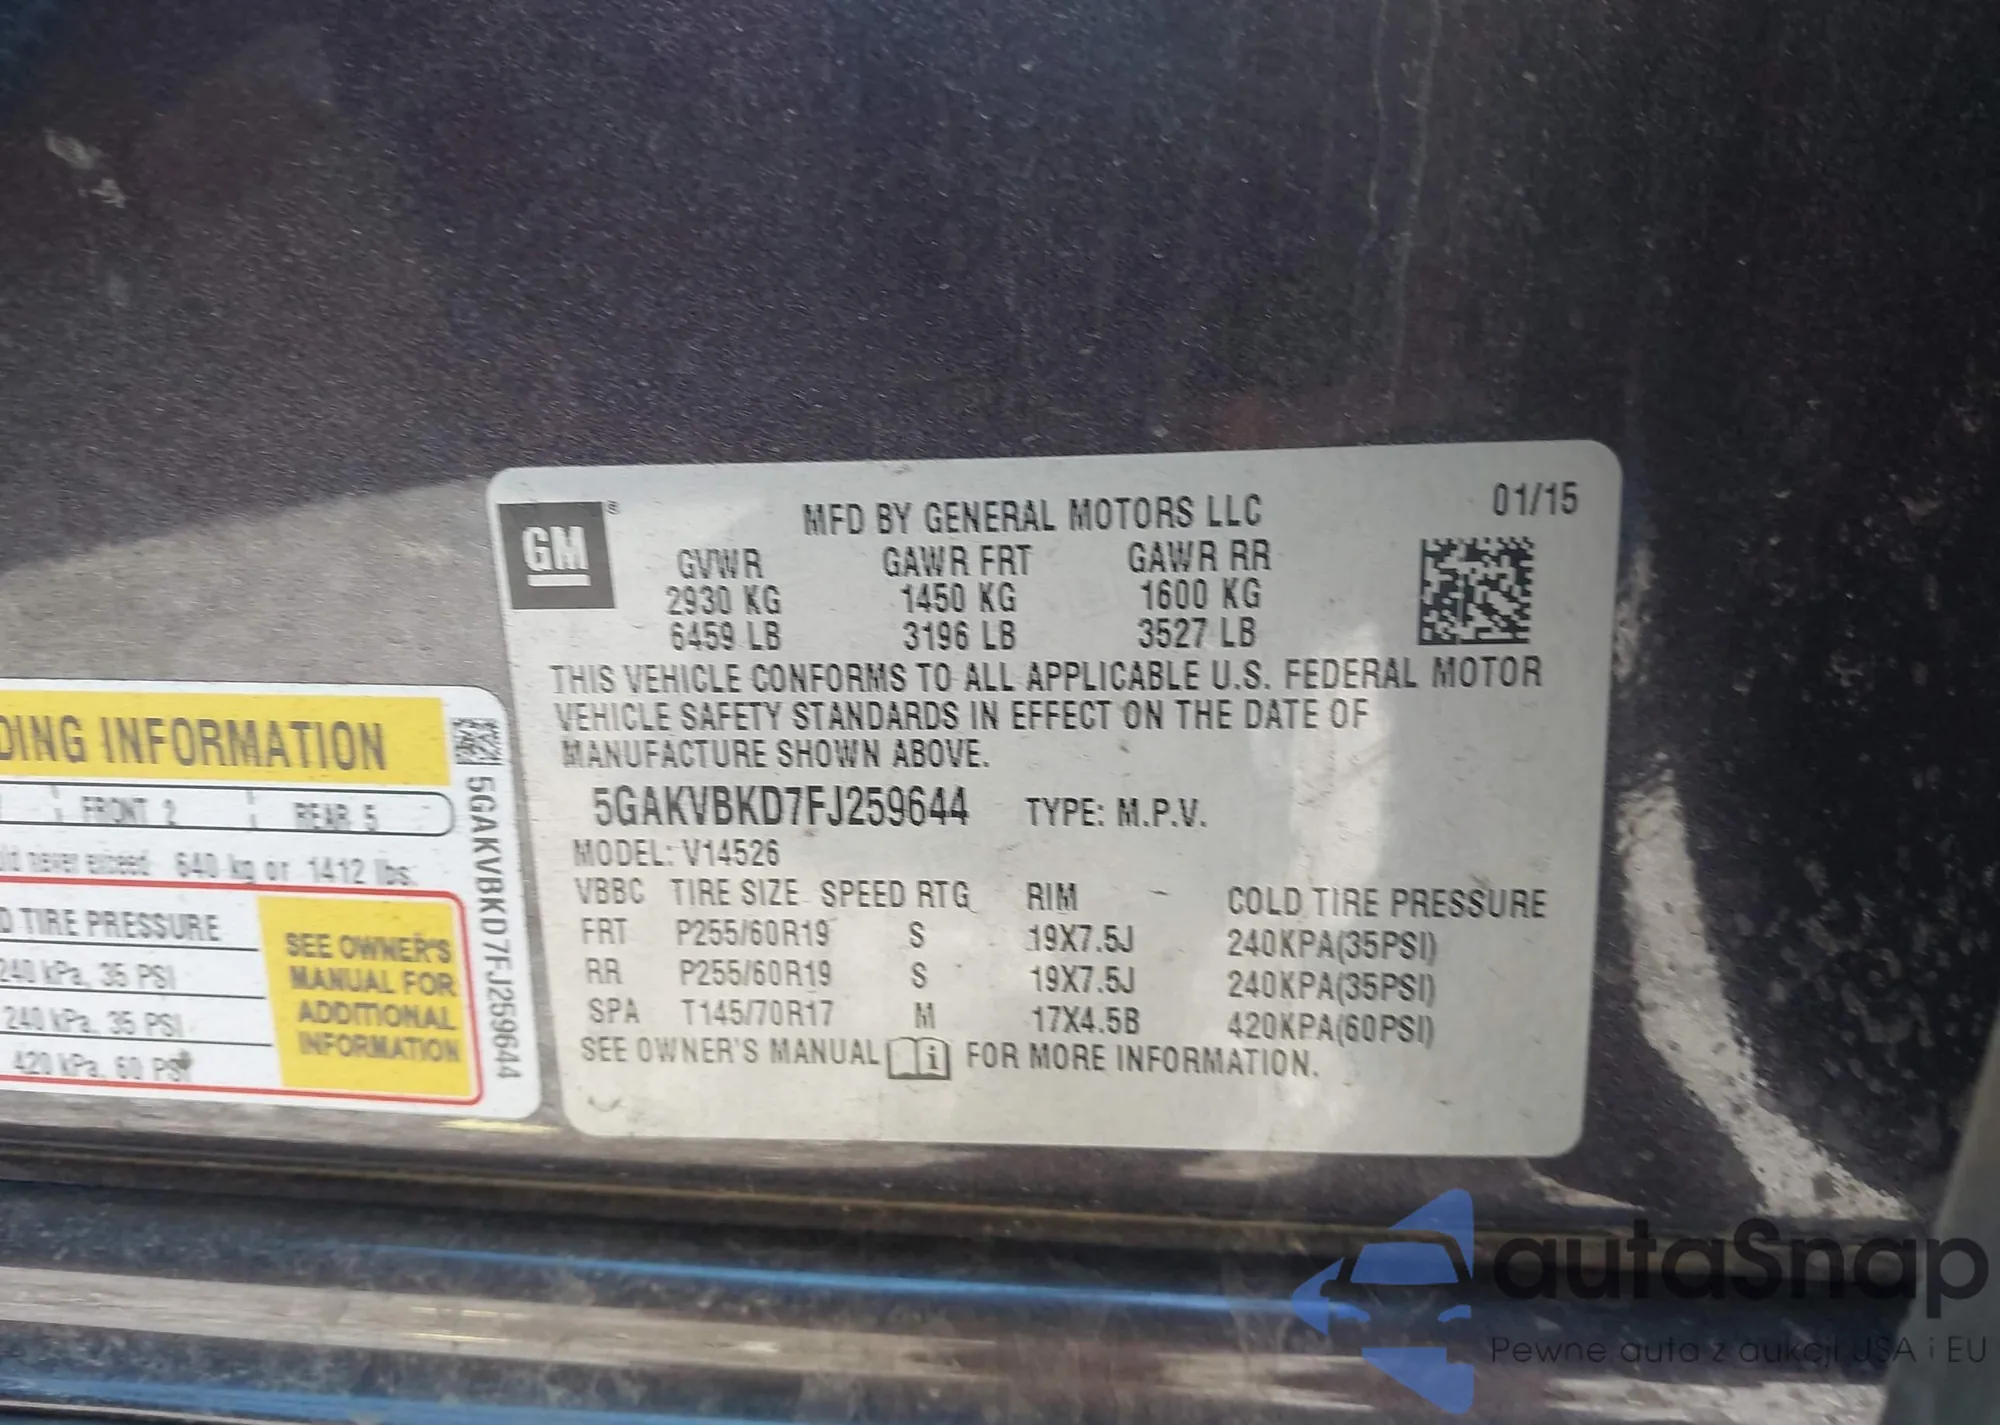 DING INFORMATION
FRONT 2 REAR 5
never exceed 640 kg or 1412 lbs.
TIRE PRESSURE
240 kPa, 35 PSI
240 kPa, 35 PSI
420 kPa, 60 PSI
SEE OWNER'S
MANUAL FOR
ADDITIONAL
INFORMATION
5GAKVBKD7FJ259644
GM ®
MFD BY GENERAL MOTORS LLC 01/15
GVWR GAWR FRT GAWR RR
2930 KG 1450 KG 1600 KG
6459 LB 3196 LB 3527 LB
THIS VEHICLE CONFORMS TO ALL APPLICABLE U.S. FEDERAL MOTOR
VEHICLE SAFETY STANDARDS IN EFFECT ON THE DATE OF
MANUFACTURE SHOWN ABOVE.
5GAKVBKD7FJ259644 TYPE: M.P.V.
MODEL: V14526
VBBC TIRE SIZE SPEED RTG RIM COLD TIRE PRESSURE
FRT P255/60R19 S 19X7.5J 240KPA(35PSI)
RR P255/60R19 S 19X7.5J 240KPA(35PSI)
SPA T145/70R17 M 17X4.5B 420KPA(60PSI)
SEE OWNER'S MANUAL FOR MORE INFORMATION.
autaSnap
Pewne auta z aukcji USA i EU